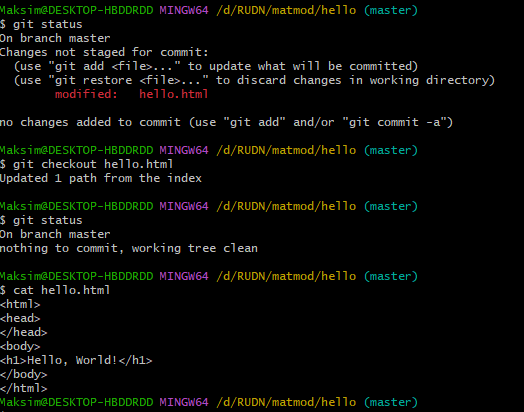 Maksim@DESKTOP-HBDDRDD MINGW64 /d/RUDN/matmod/hello (master)
$ git status
On branch master
Changes not staged for commit:
  (use "git add <file>..." to update what will be committed)
  (use "git restore <file>..." to discard changes in working directory)
        modified:   hello.html

no changes added to commit (use "git add" and/or "git commit -a")

Maksim@DESKTOP-HBDDRDD MINGW64 /d/RUDN/matmod/hello (master)
$ git checkout hello.html
Updated 1 path from the index

Maksim@DESKTOP-HBDDRDD MINGW64 /d/RUDN/matmod/hello (master)
$ git status
On branch master
nothing to commit, working tree clean

Maksim@DESKTOP-HBDDRDD MINGW64 /d/RUDN/matmod/hello (master)
$ cat hello.html
<html>
<head>
</head>
<body>
<h1>Hello, World!</h1>
</body>
</html>
Maksim@DESKTOP-HBDDRDD MINGW64 /d/RUDN/matmod/hello (master)